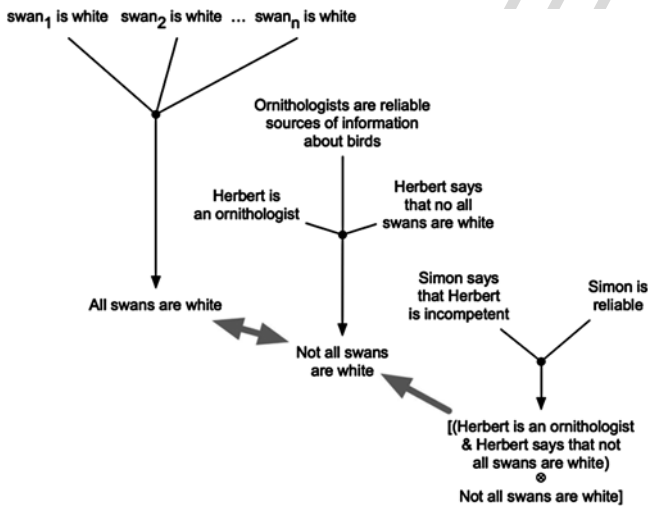 swan1 is white swan2 is white ... swann is white
Ornithologists are reliable
sources of information
about birds
Herbert is
an ornithologist
Herbert says
that no all
swans are white
All swans are white
Not all swans
are white
Simon says
that Herbert
is incompetent
Simon is
reliable
[(Herbert is an ornithologist
& Herbert says that not
all swans are white)
⊗
Not all swans are white]